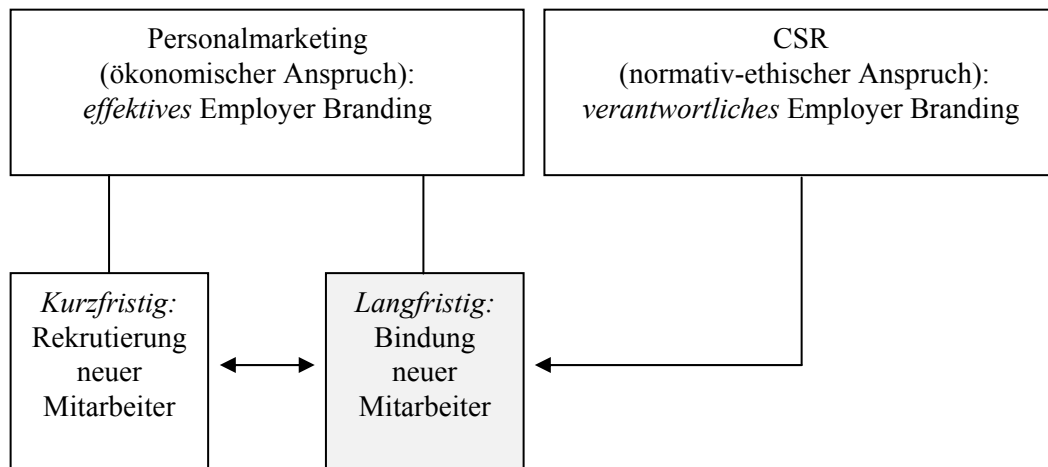 Personalmarketing
(ökonomischer Anspruch):
effektives Employer Branding
CSR
(normativ-ethischer Anspruch):
verantwortliches Employer Branding
Kurzfristig:
Rekrutierung
neuer
Mitarbeiter
Langfristig:
Bindung
neuer
Mitarbeiter